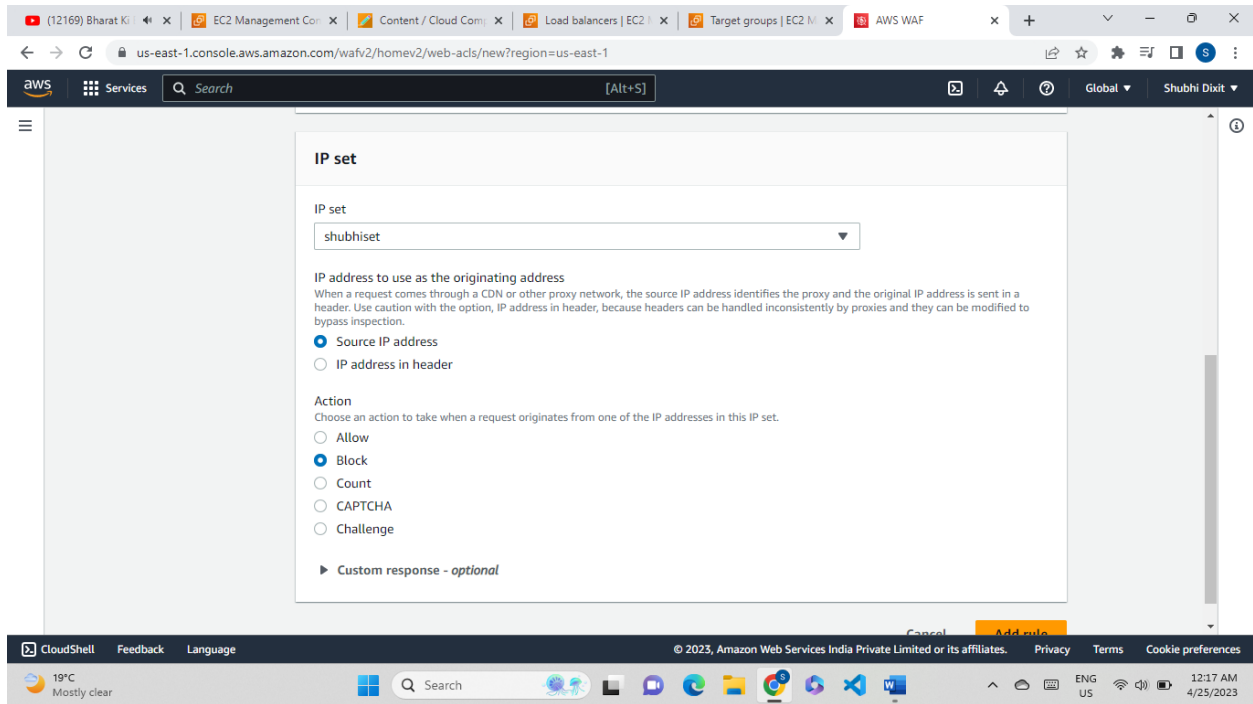 (12169) Bharat Ki
EC2 Management Con
Content / Cloud Comp
Load balancers | EC2 M
Target groups | EC2 M
AWS WAF
us-east-1.console.aws.amazon.com/wafv2/homev2/web-acls/new?region=us-east-1
S
aws
Services
Search
[Alt+S]
Global
Shubhi Dixit
IP set
IP set
shubhiset
IP address to use as the originating address
When a request comes through a CDN or other proxy network, the source IP address identifies the proxy and the original IP address is sent in a
header. Use caution with the option, IP address in header, because headers can be handled inconsistently by proxies and they can be modified to
bypass inspection.
Source IP address
IP address in header
Action
Choose an action to take when a request originates from one of the IP addresses in this IP set.
Allow
Block
Count
CAPTCHA
Challenge
Custom response - optional
Cancel
Add rule
CloudShell
Feedback
Language
© 2023, Amazon Web Services India Private Limited or its affiliates.
Privacy
Terms
Cookie preferences
19°C
Mostly clear
Search
ENG
US
12:17 AM
4/25/2023